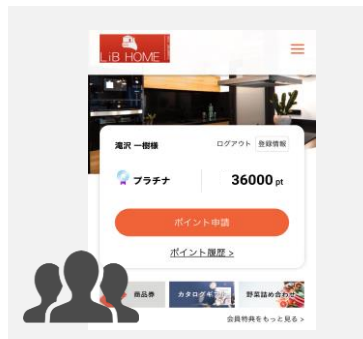 LiB HOME
滝沢 一樹様
ログアウト 登録情報
プラチナ
36000 pt
ポイント申請
ポイント履歴 >
商品券
カタログギフト
野菜詰め合わせ
会員特典をもっと見る >